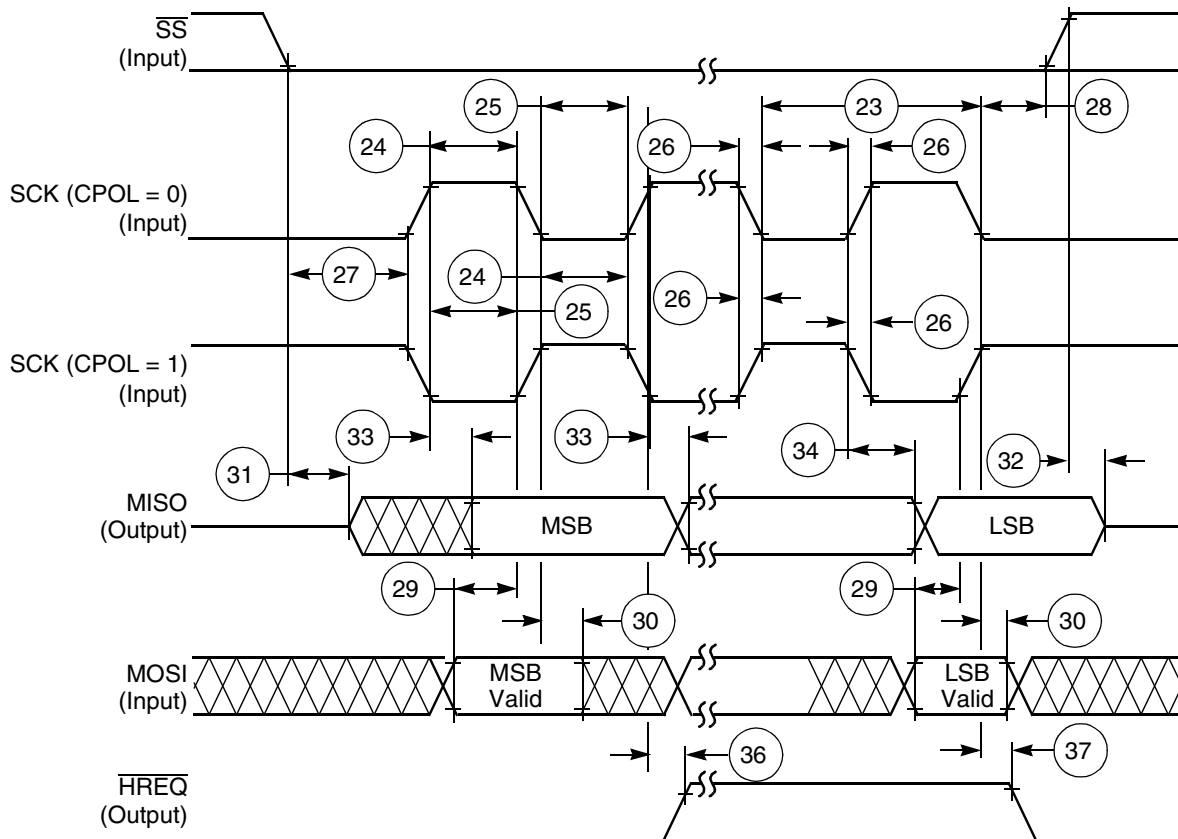 SS
(Input)
25
23
28
24
26
26
SCK (CPOL = 0)
(Input)
27
24
26
25
26
SCK (CPOL = 1)
(Input)
33
33
34
31
32
MISO
(Output)
MSB
LSB
29
29
30
30
MOSI
(Input)
MSB
Valid
LSB
Valid
36
37
HREQ
(Output)